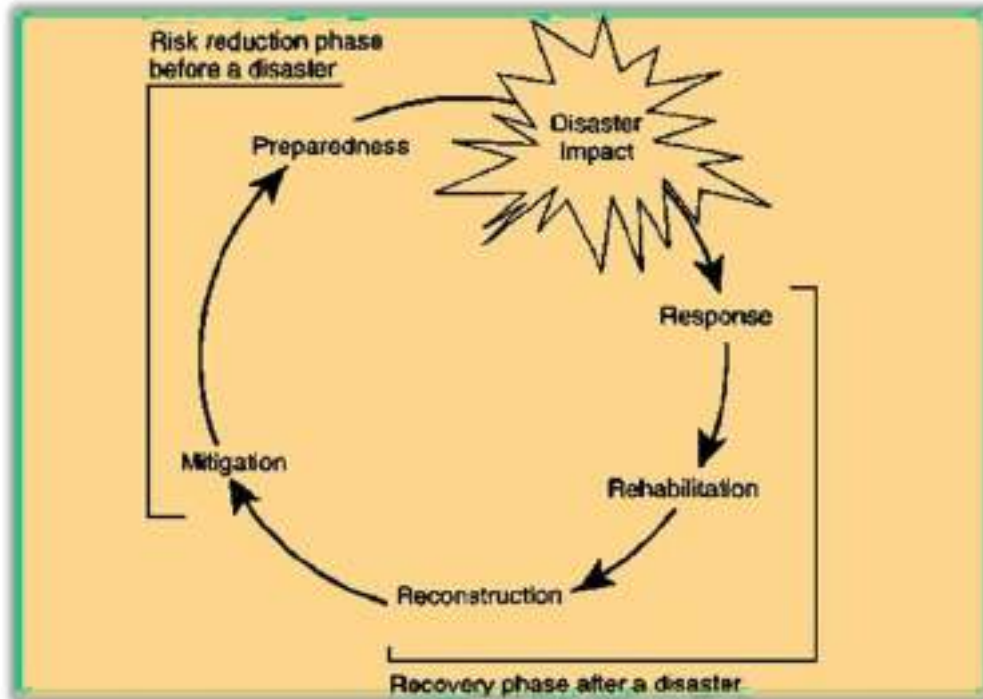 Risk reduction phase
before a disaster
Disaster
Impact
Preparedness
Response
Mitigation
Rehabilitation
Reconstruction
Recovery phase after a disaster